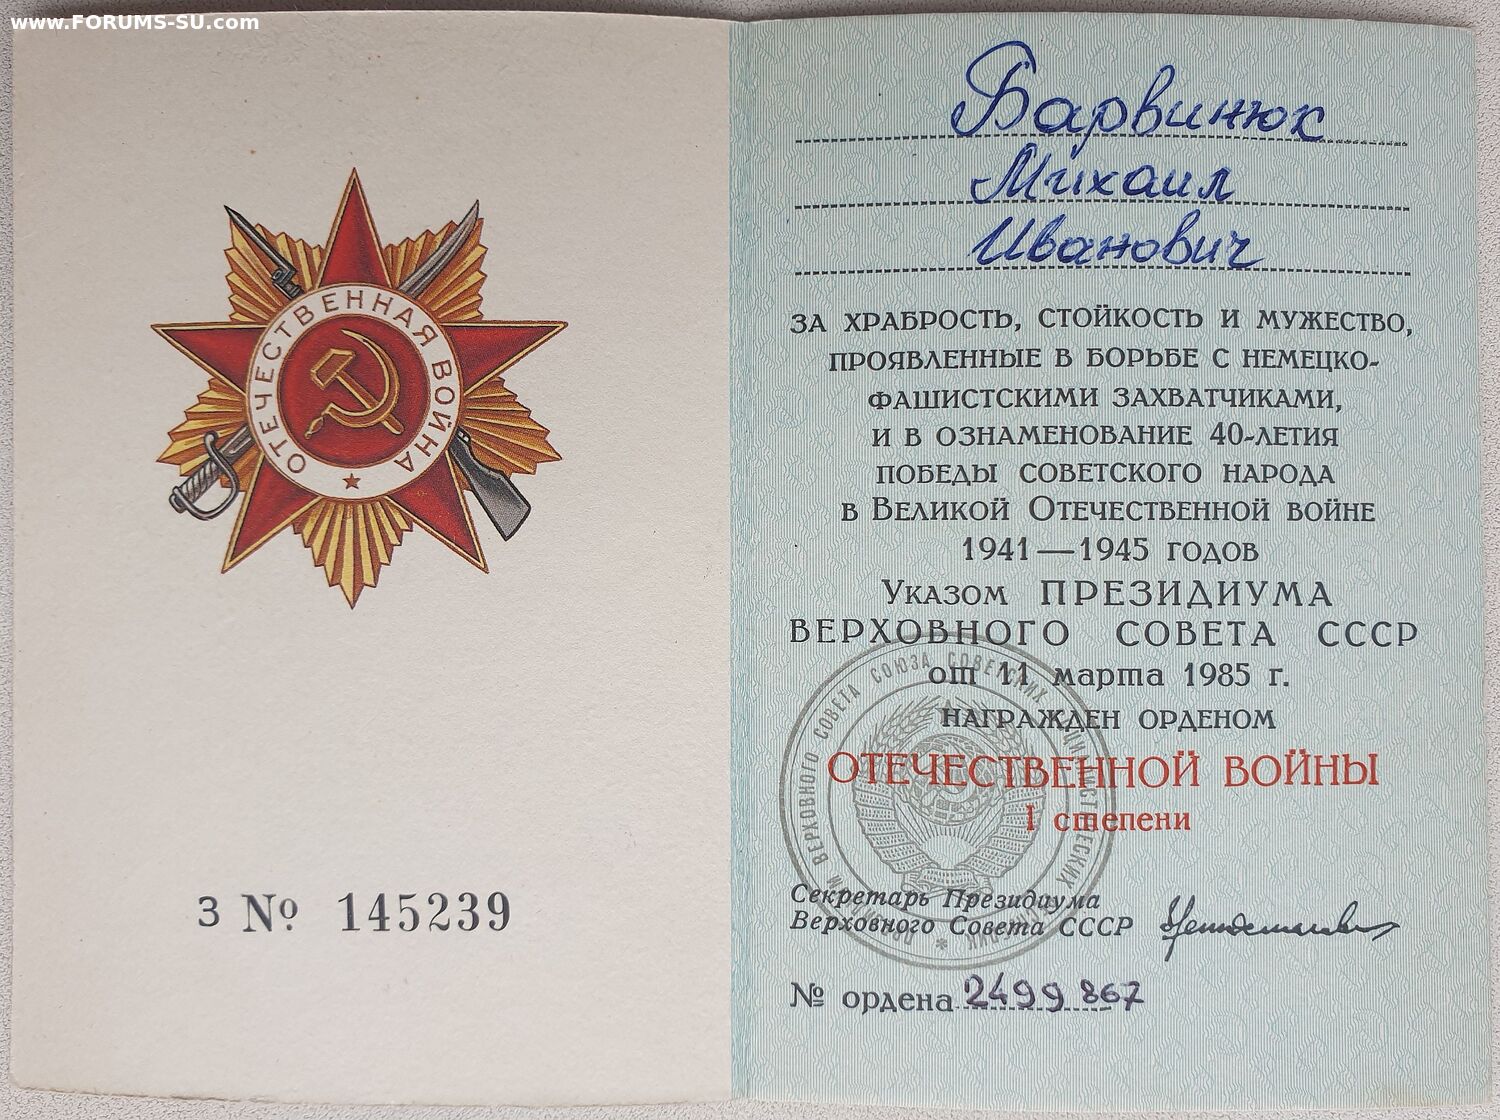 www.FORUMS-SU.com
ОТЕЧЕСТВЕННАЯ ВОЙНА
З № 145239
Барвинюк
Михаил
Иванович
ЗА ХРАБРОСТЬ, СТОЙКОСТЬ И МУЖЕСТВО,
ПРОЯВЛЕННЫЕ В БОРЬБЕ С НЕМЕЦКО-
ФАШИСТСКИМИ ЗАХВАТЧИКАМИ,
И В ОЗНАМЕНОВАНИЕ 40-ЛЕТИЯ
ПОБЕДЫ СОВЕТСКОГО НАРОДА
В ВЕЛИКОЙ ОТЕЧЕСТВЕННОЙ ВОЙНЕ
1941—1945 ГОДОВ
УКАЗОМ ПРЕЗИДИУМА
ВЕРХОВНОГО СОВЕТА СССР
от 11 марта 1985 г.
НАГРАЖДЕН ОРДЕНОМ
ОТЕЧЕСТВЕННОЙ ВОЙНЫ
I степени
Секретарь Президиума
Верховного Совета СССР
№ ордена 2499867